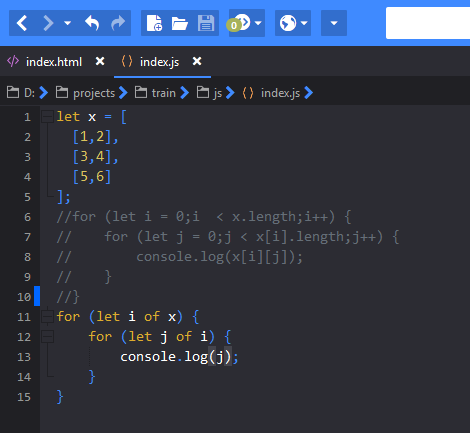 0
index.html
index.js
D: projects train js index.js
1 let x = [
2   [1,2],
3   [3,4],
4   [5,6]
5 ];
6 //for (let i = 0;i  < x.length;i++) {
7 //    for (let j = 0;j < x[i].length;j++) {
8 //        console.log(x[i][j]);
9 //    }
10 //}
11 for (let i of x) {
12     for (let j of i) {
13         console.log(j);
14     }
15 }